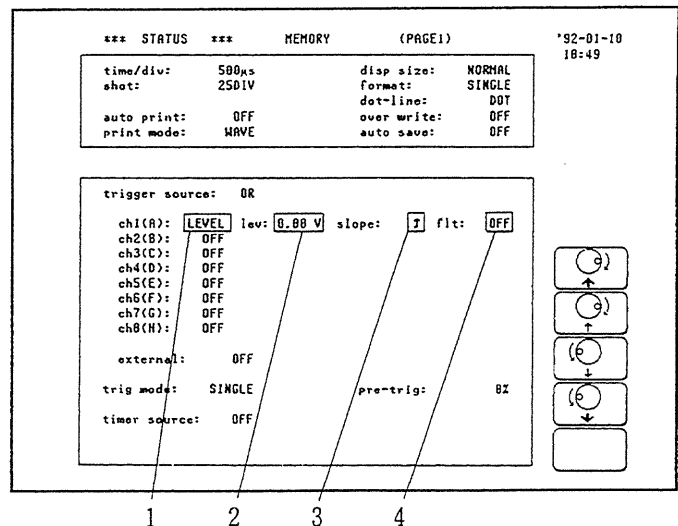 *** STATUS *** MEMORY (PAGE1) '92-01-10
18:49
time/div: 500µs disp size: NORMAL
shot: 25DIV format: SINGLE
dot-line: DOT
auto print: OFF over write: OFF
print mode: WAVE auto save: OFF
trigger source: OR
ch1(A): LEVEL lev: 0.00 V slope: ↑ flt: OFF
ch2(B): OFF
ch3(C): OFF
ch4(D): OFF
ch5(E): OFF
ch6(F): OFF
ch7(G): OFF
ch8(H): OFF
external: OFF
trig mode: SINGLE pre-trig: 0%
timer source: OFF
1 2 3 4